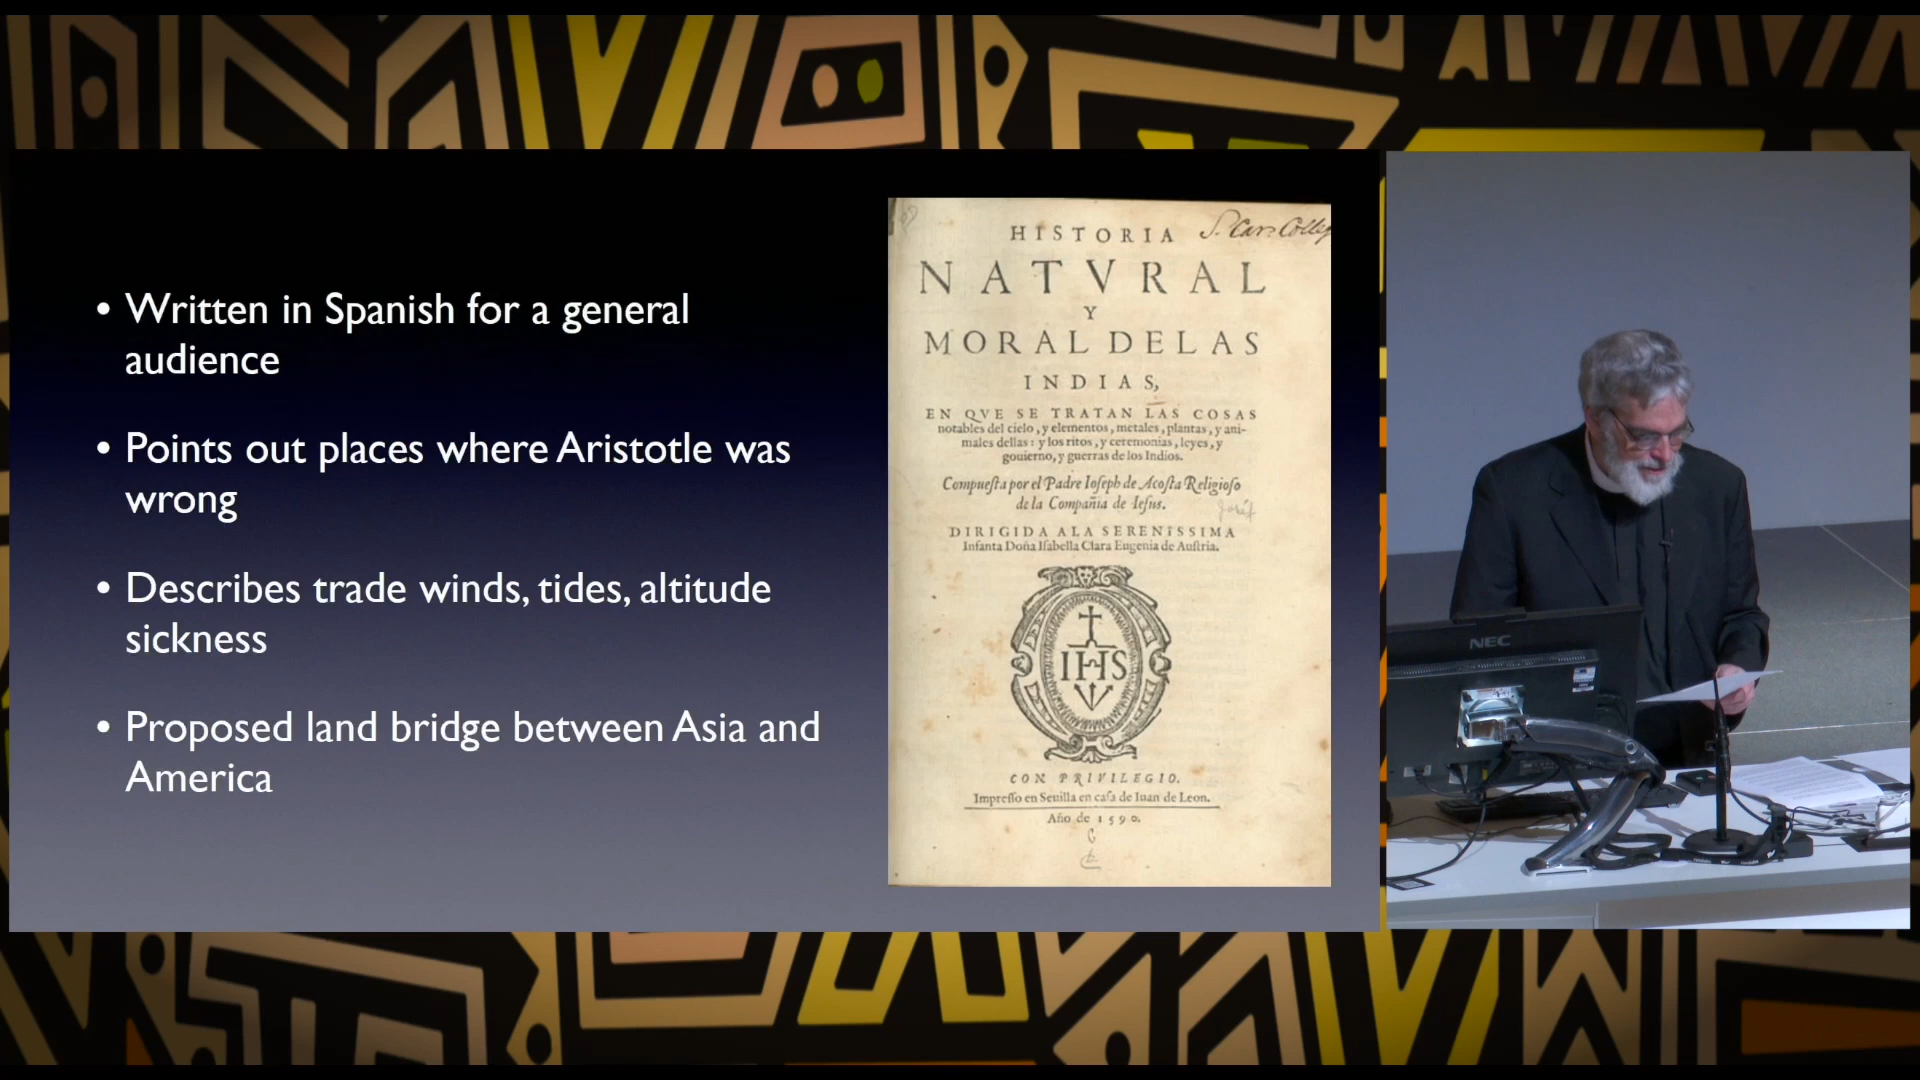 • Written in Spanish for a general
audience
• Points out places where Aristotle was
wrong
• Describes trade winds, tides, altitude
sickness
• Proposed land bridge between Asia and
America
HISTORIA
NATVRAL
Y
MORAL DELAS
INDIAS,
EN QVE SE TRATAN LAS COSAS
notables del cielo, y elementos, metales, plantas, y ani-
males dellas: y los ritos, y ceremonias, leyes, y
gouierno, y guerras de los Indios.
Compueſta por el Padre Ioſeph de Acoſta Religioſo
de la Compañia de Ieſus.
DIRIGIDA ALA SERENISSIMA
Infanta Doña Iſabella Clara Eugenia de Auſtria.
IHS
CON PRIVILEGIO.
Impreſſo en Seuilla en caſa de Iuan de Leon.
Año de 1590.
NEC